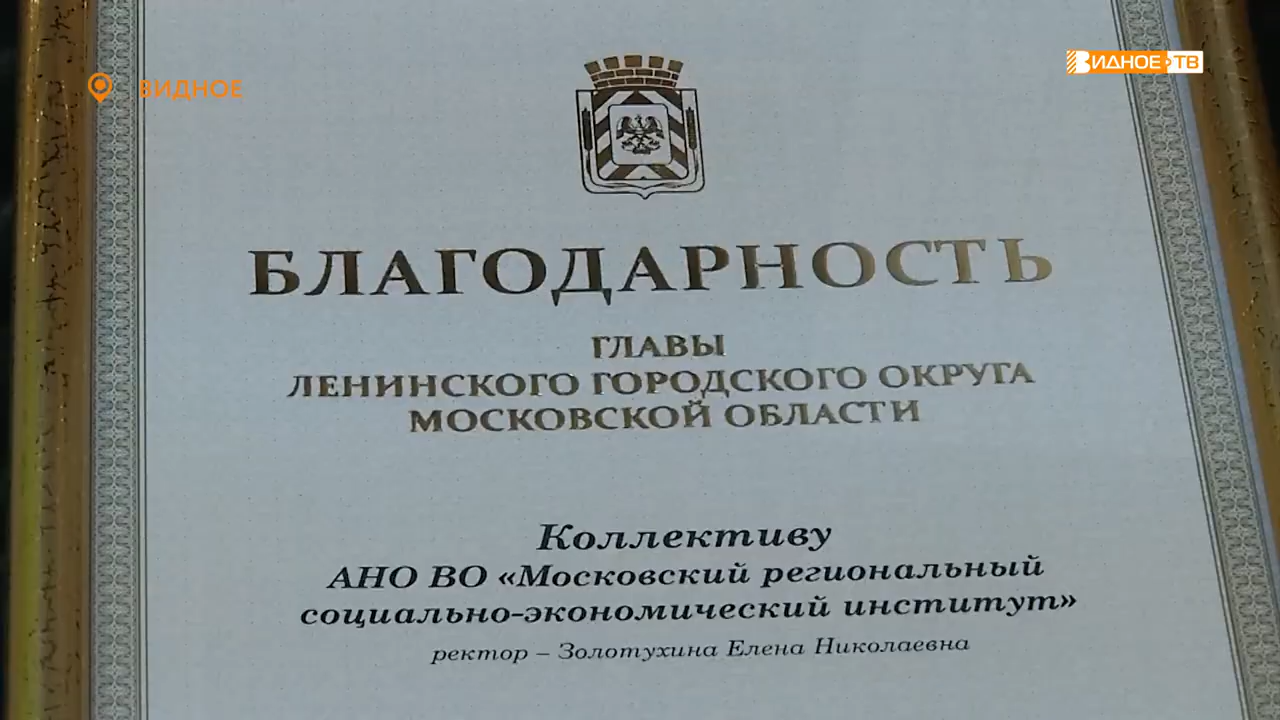 ВИДНОЕ
ВИДНОЕ ТВ
БЛАГОДАРНОСТЬ
ГЛАВЫ
ЛЕНИНСКОГО ГОРОДСКОГО ОКРУГА
МОСКОВСКОЙ ОБЛАСТИ
Коллективу
АНО ВО «Московский региональный
социально-экономический институт»
ректор – Золотухина Елена Николаевна